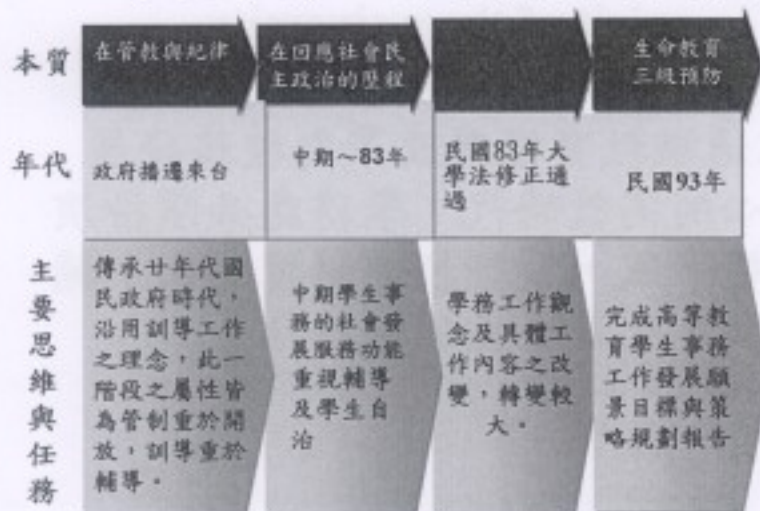 本質
在管教與紀律
在回應社會民
主政治的歷程
生命教育
三級預防
年代
政府播遷來台
中期～83年
民國83年大
學法修正通
過
民國93年
主要思維與任務
傳承廿年代國
民政府時代，
沿用訓導工作
之理念，此一
階段之屬性皆
為管制重於開
放，訓導重於
輔導。
中期學生事
務的社會發
展服務功能
重視輔導
及學生自
治
學務工作觀
念及具體工
作內容之改
變，轉變較
大。
完成高等教
育學生事務
工作發展願
景目標與策
略規劃報告